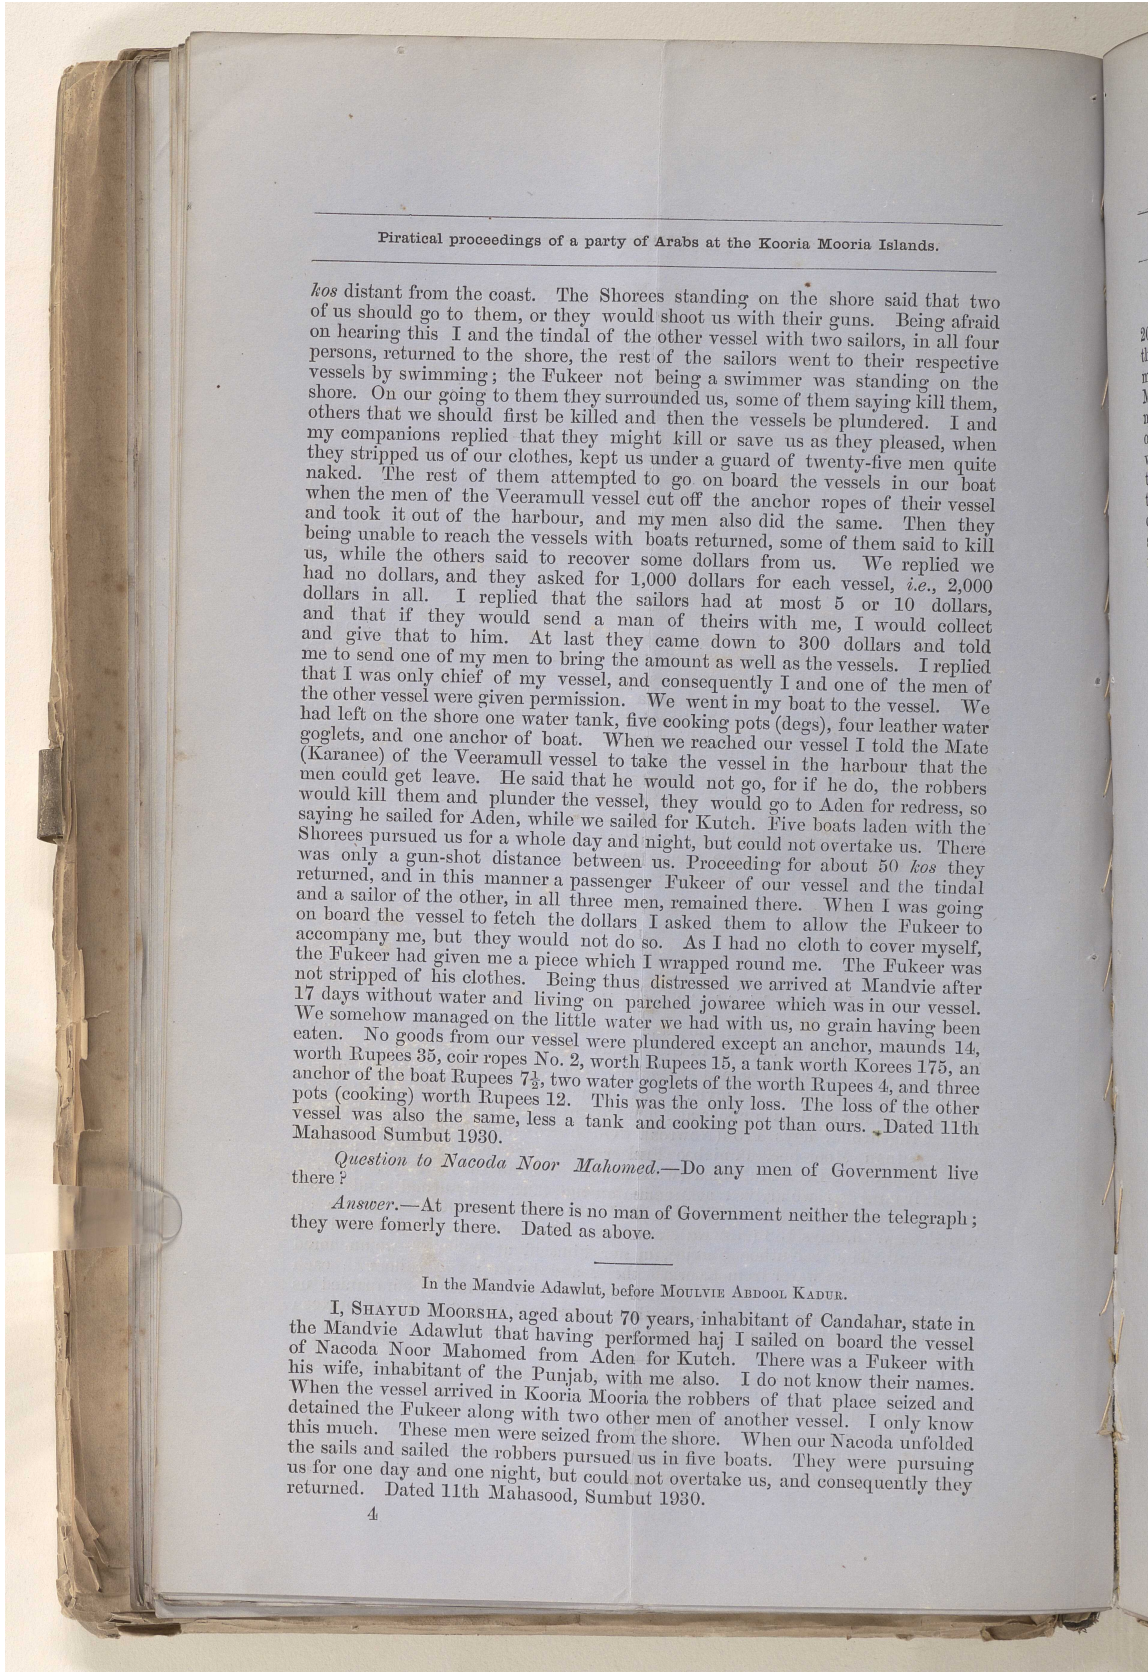 Piratical proceedings of a party of Arabs at the Kooria Mooria Islands.
kos distant from the coast. The Shorees standing on the shore said that two
of us should go to them, or they would shoot us with their guns. Being afraid
on hearing this I and the tindal of the other vessel with two sailors, in all four
persons, returned to the shore, the rest of the sailors went to their respective
vessels by swimming; the Fukeer not being a swimmer was standing on the
shore. On our going to them they surrounded us, some of them saying kill them,
others that we should first be killed and then the vessels be plundered. I and
my companions replied that they might kill or save us as they pleased, when
they stripped us of our clothes, kept us under a guard of twenty-five men quite
naked. The rest of them attempted to go on board the vessels in our boat
when the men of the Veeramull vessel cut off the anchor ropes of their vessel
and took it out of the harbour, and my men also did the same. Then they
being unable to reach the vessels with boats returned, some of them said to kill
us, while the others said to recover some dollars from us. We replied we
had no dollars, and they asked for 1,000 dollars for each vessel, i.e., 2,000
dollars in all. I replied that the sailors had at most 5 or 10 dollars,
and that if they would send a man of theirs with me, I would collect
and give that to him. At last they came down to 300 dollars and told
me to send one of my men to bring the amount as well as the vessels. I replied
that I was only chief of my vessel, and consequently I and one of the men of
the other vessel were given permission. We went in my boat to the vessel. We
had left on the shore one water tank, five cooking pots (degs), four leather water
goglets, and one anchor of boat. When we reached our vessel I told the Mate
(Karanee) of the Veeramull vessel to take the vessel in the harbour that the
men could get leave. He said that he would not go, for if he do, the robbers
would kill them and plunder the vessel, they would go to Aden for redress, so
saying he sailed for Aden, while we sailed for Kutch. Five boats laden with the
Shorees pursued us for a whole day and night, but could not overtake us. There
was only a gun-shot distance between us. Proceeding for about 50 kos they
returned, and in this manner a passenger Fukeer of our vessel and the tindal
and a sailor of the other, in all three men, remained there. When I was going
on board the vessel to fetch the dollars I asked them to allow the Fukeer to
accompany me, but they would not do so. As I had no cloth to cover myself,
the Fukeer had given me a piece which I wrapped round me. The Fukeer was
not stripped of his clothes. Being thus distressed we arrived at Mandvie after
17 days without water and living on parched jowaree which was in our vessel.
We somehow managed on the little water we had with us, no grain having been
eaten. No goods from our vessel were plundered except an anchor, maunds 14,
worth Rupees 35, coir ropes No. 2, worth Rupees 15, a tank worth Korees 175, an
anchor of the boat Rupees 7½, two water goglets of the worth Rupees 4, and three
pots (cooking) worth Rupees 12. This was the only loss. The loss of the other
vessel was also the same, less a tank and cooking pot than ours. Dated 11th
Mahasood Sumbut 1930.
Question to Nacoda Noor Mahomed.—Do any men of Government live
there?
Answer.—At present there is no man of Government neither the telegraph;
they were fomerly there. Dated as above.
In the Mandvie Adawlut, before MOULVIE ABDOOL KADUR.
I, SHAYUD MOORSHA, aged about 70 years, inhabitant of Candahar, state in
the Mandvie Adawlut that having performed haj I sailed on board the vessel
of Nacoda Noor Mahomed from Aden for Kutch. There was a Fukeer with
his wife, inhabitant of the Punjab, with me also. I do not know their names.
When the vessel arrived in Kooria Mooria the robbers of that place seized and
detained the Fukeer along with two other men of another vessel. I only know
this much. These men were seized from the shore. When our Nacoda unfolded
the sails and sailed the robbers pursued us in five boats. They were pursuing
us for one day and one night, but could not overtake us, and consequently they
returned. Dated 11th Mahasood, Sumbut 1930.
4